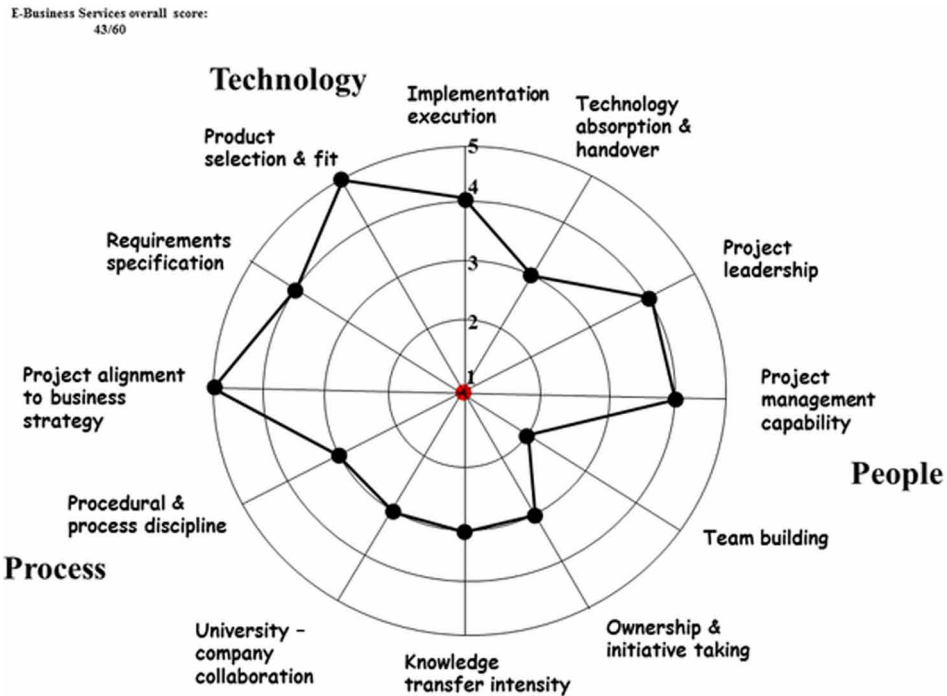 E-Business Services overall score:
43/60
Technology
Implementation
execution
Technology
absorption &
handover
Product
selection & fit
5
4
3
2
1
Requirements
specification
Project
leadership
Project alignment
to business
strategy
Project
management
capability
People
Procedural &
process discipline
Team building
Process
University –
company
collaboration
Knowledge
transfer intensity
Ownership &
initiative taking